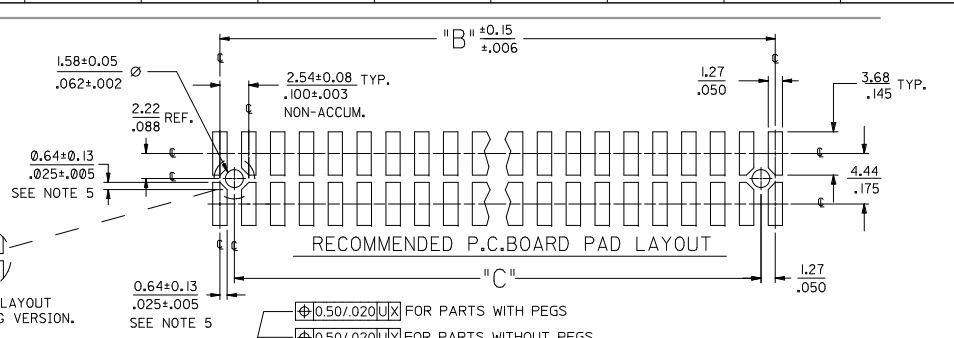 "B" ±0.15
±.006
1.58±0.05 Ø
.062±.002
2.54±0.08 TYP.
.100±.003
NON-ACCUM.
1.27
.050
3.68 TYP.
.145
2.22 REF.
.088
0.64±0.13
.025±.005
SEE NOTE 5
4.44
.175
RECOMMENDED P.C.BOARD PAD LAYOUT
"C"
1.27
.050
LAYOUT
G VERSION.
0.64±0.13
.025±.005
SEE NOTE 5
⌖ 0.50/.020 U X FOR PARTS WITH PEGS
⌖ 0.50/.020 U Y FOR PARTS WITHOUT PEGS